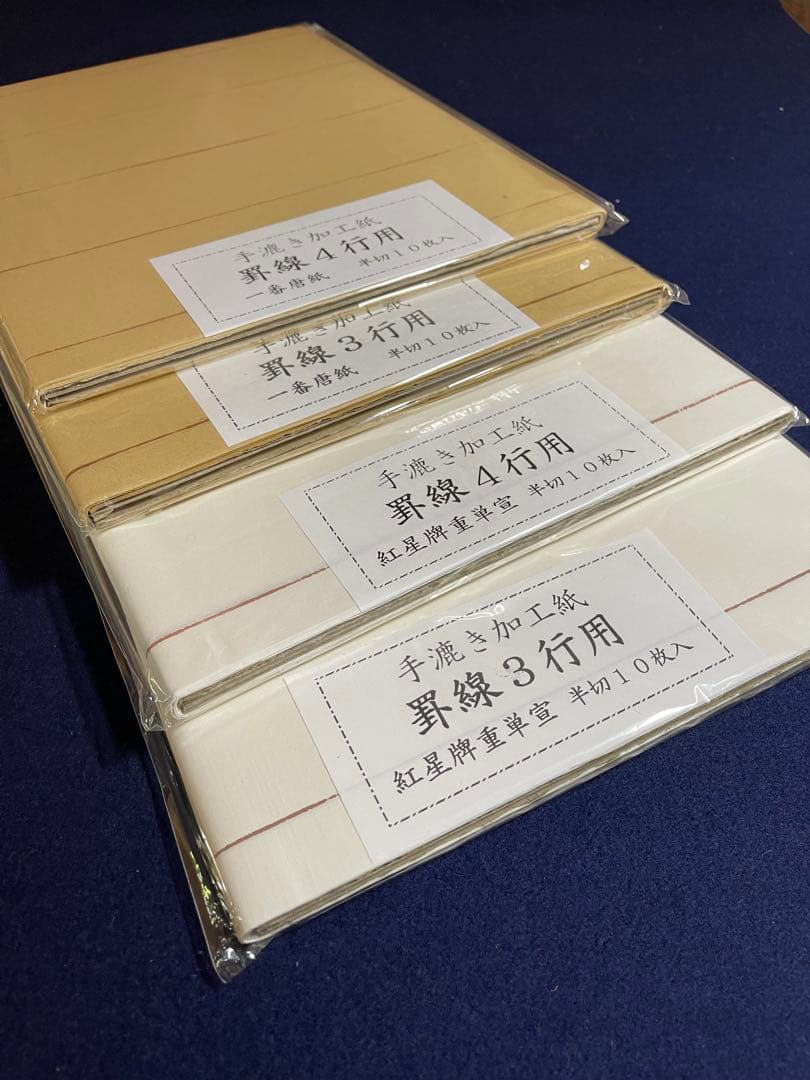 手漉き加工紙
罫線４行用
一番唐紙 半切１０枚入
手漉き加工紙
罫線３行用
一番唐紙 半切１０枚入
手漉き加工紙
罫線４行用
紅星牌重単宣 半切１０枚入
手漉き加工紙
罫線３行用
紅星牌重単宣 半切１０枚入